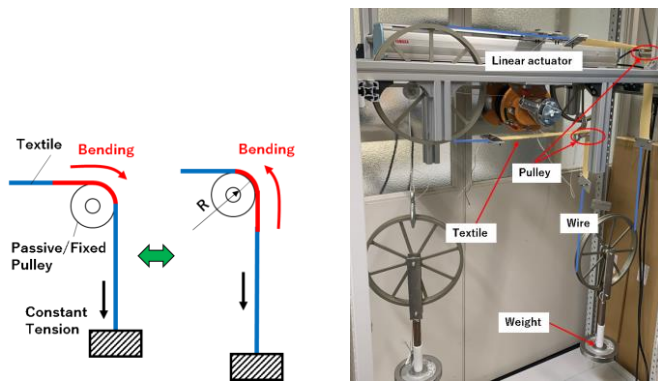 Textile
Bending
Bending
R
Passive/Fixed
Pulley
Constant
Tension
Linear actuator
Pulley
Textile
Wire
Weight